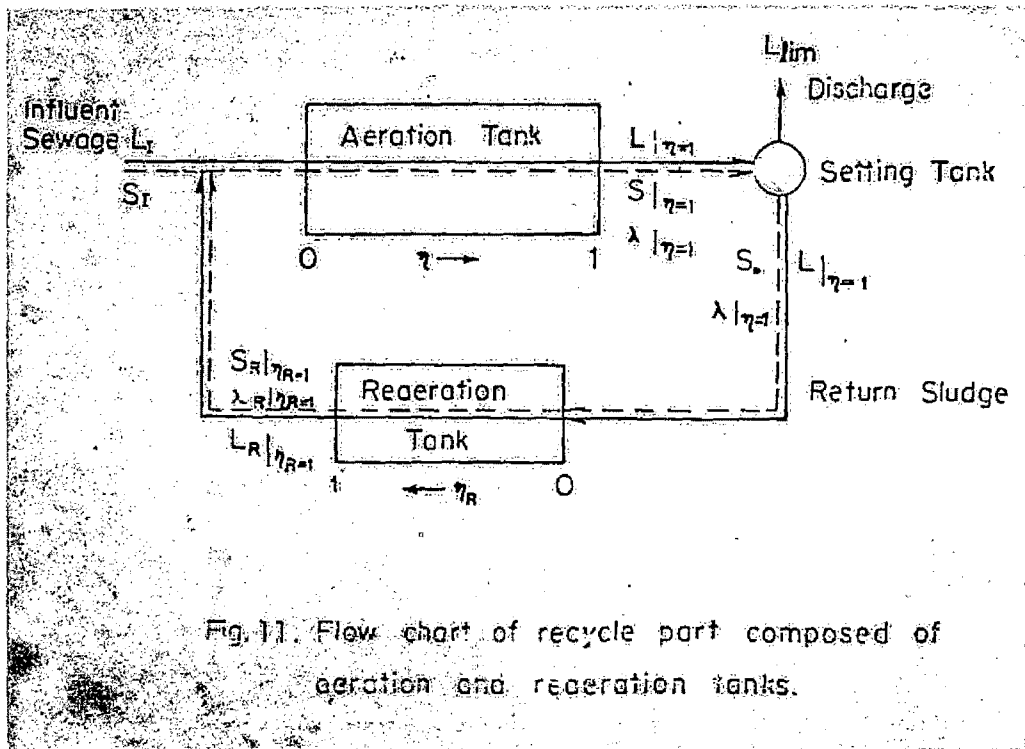 Llim
Discharge
Influent
Sewage L_I
S_I
Aeration Tank
L|η=1
S|η=1
λ|η=1
Setting Tank
0 η → 1
L|η=1
λ|η=1
S_R|η_R=1
λ_R|η_R=1
L_R|η_R=1
Reaeration
Tank
Return Sludge
1 ← η_R 0
Fig. 11. Flow chart of recycle part composed of
aeration and reaeration tanks.